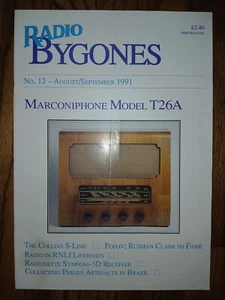 £2.40
RADIO
BYGONES
No. 12 – August/September 1991
Marconiphone Model T26A
The Collins S-Line □ Popov; Russian Claim to Fame
Radio in RNLI Lifeboats □
Radionette Symfoni-3D Receiver □
Collecting Philips Artefacts in Brazil □